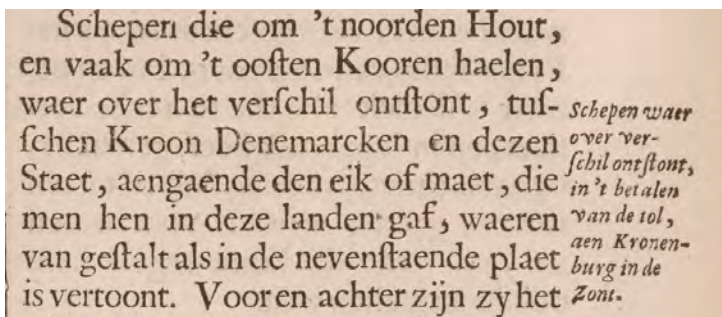 Schepen die om 't noorden Hout,
en vaak om 't ooſten Kooren haelen,
waer over het verſchil ontſtont, tuſ-
ſchen Kroon Denemarcken en dezen
Staet, aengaende den eik of maet, die
men hen in deze landen gaf, waeren
van geſtalt als in de nevenſtaende plaet
is vertoont. Voor en achter zijn zy het
Schepen waer
over ver-
ſchil ontſtont,
in 't betalen
van de tol,
aen Kronen-
burg in de
Zont.